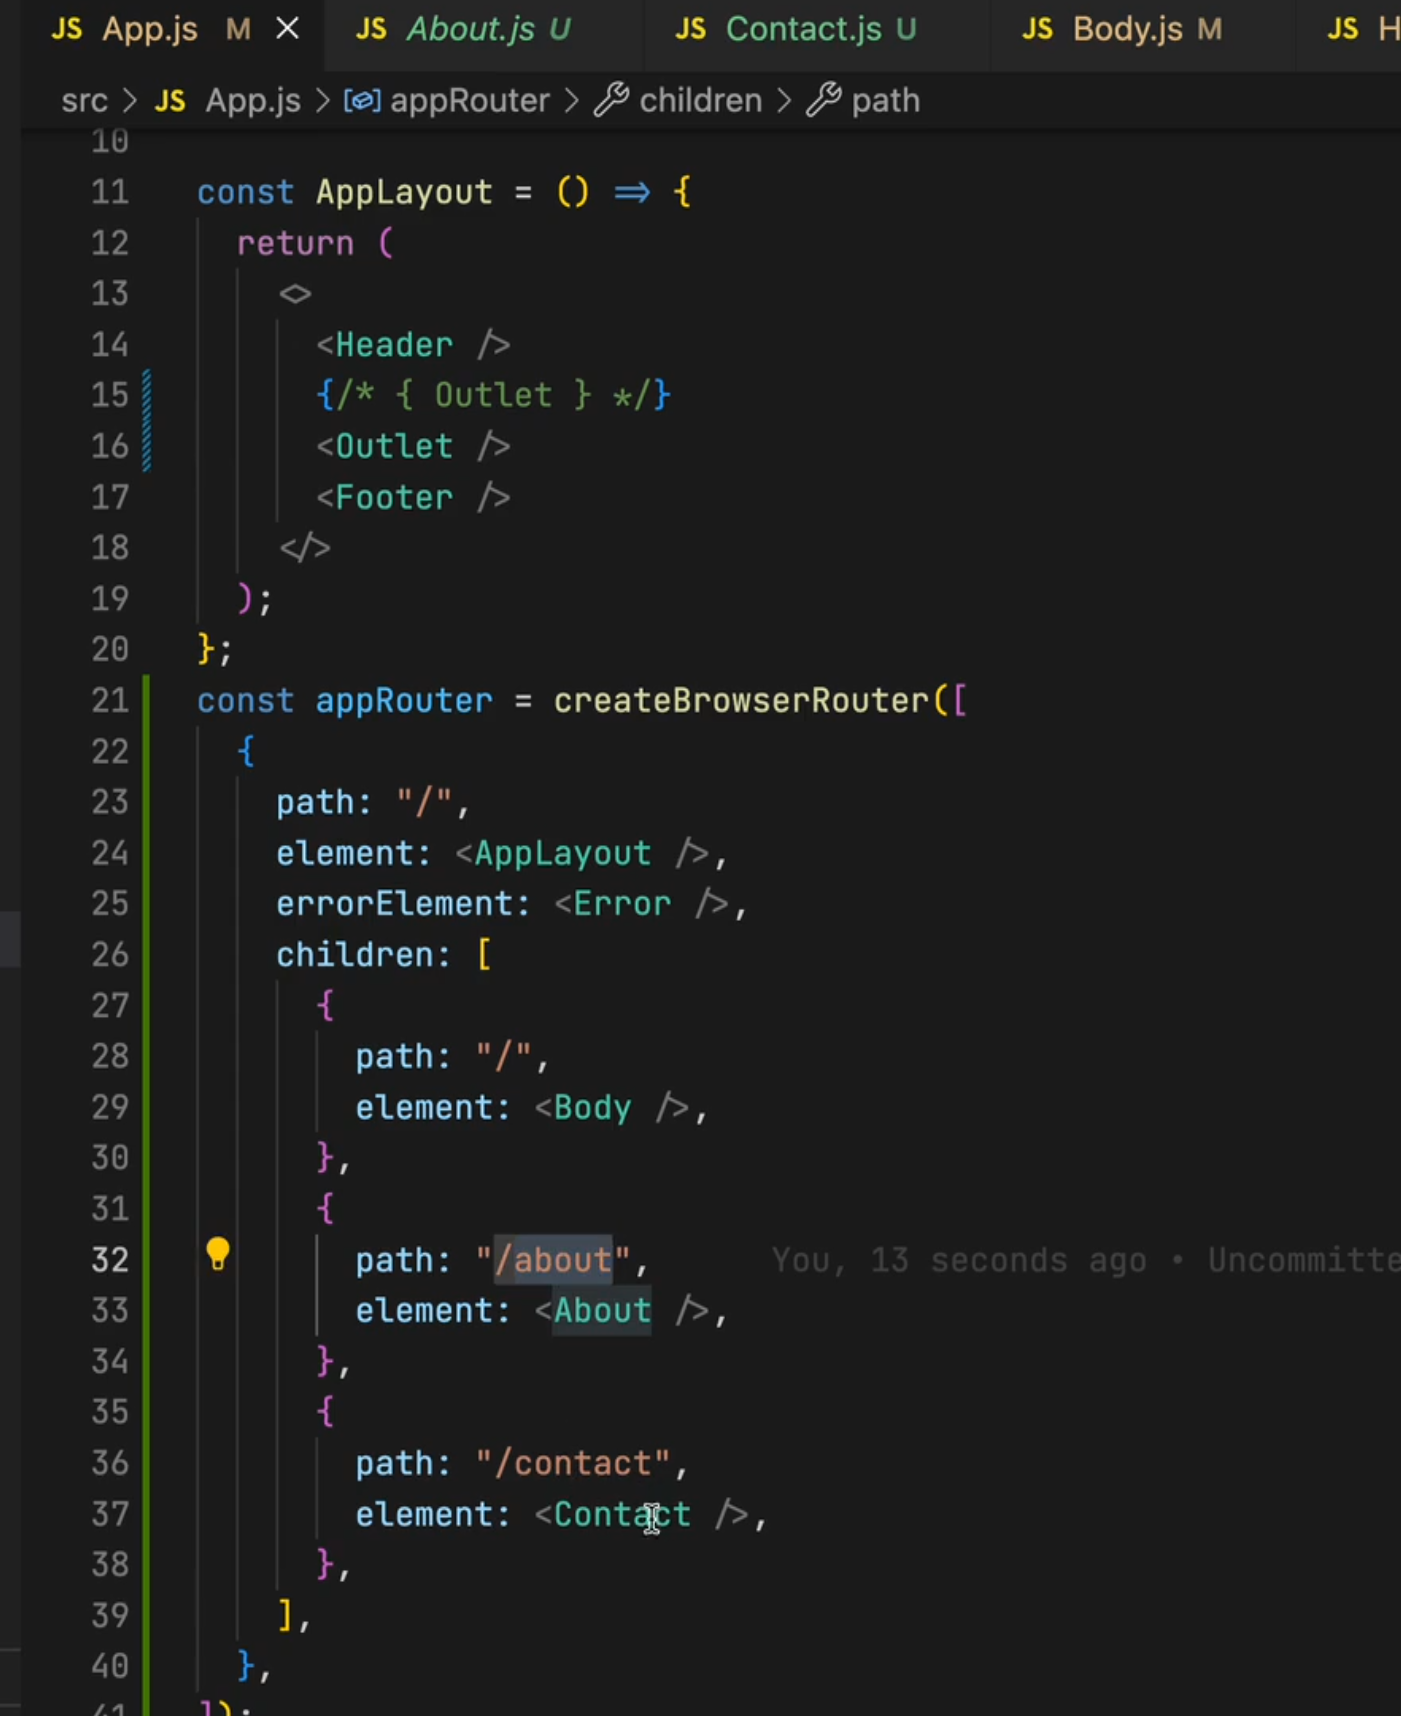 JS App.js M × JS About.js U JS Contact.js U JS Body.js M JS H
src > JS App.js > appRouter > children > path
10
11 const AppLayout = () => {
12 return (
13 <>
14 <Header />
15 {/* { Outlet } */}
16 <Outlet />
17 <Footer />
18 </>
19 );
20 };
21 const appRouter = createBrowserRouter([
22 {
23 path: "/",
24 element: <AppLayout />,
25 errorElement: <Error />,
26 children: [
27 {
28 path: "/",
29 element: <Body />,
30 },
31 {
32 path: "/about", You, 13 seconds ago • Uncommitte
33 element: <About />,
34 },
35 {
36 path: "/contact",
37 element: <Contact />,
38 },
39 ],
40 },
41 ]);